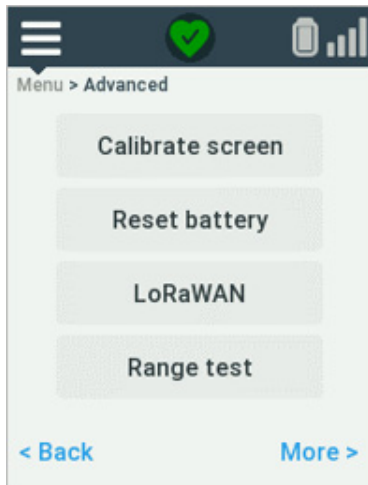 Menu > Advanced
Calibrate screen
Reset battery
LoRaWAN
Range test
< Back More >